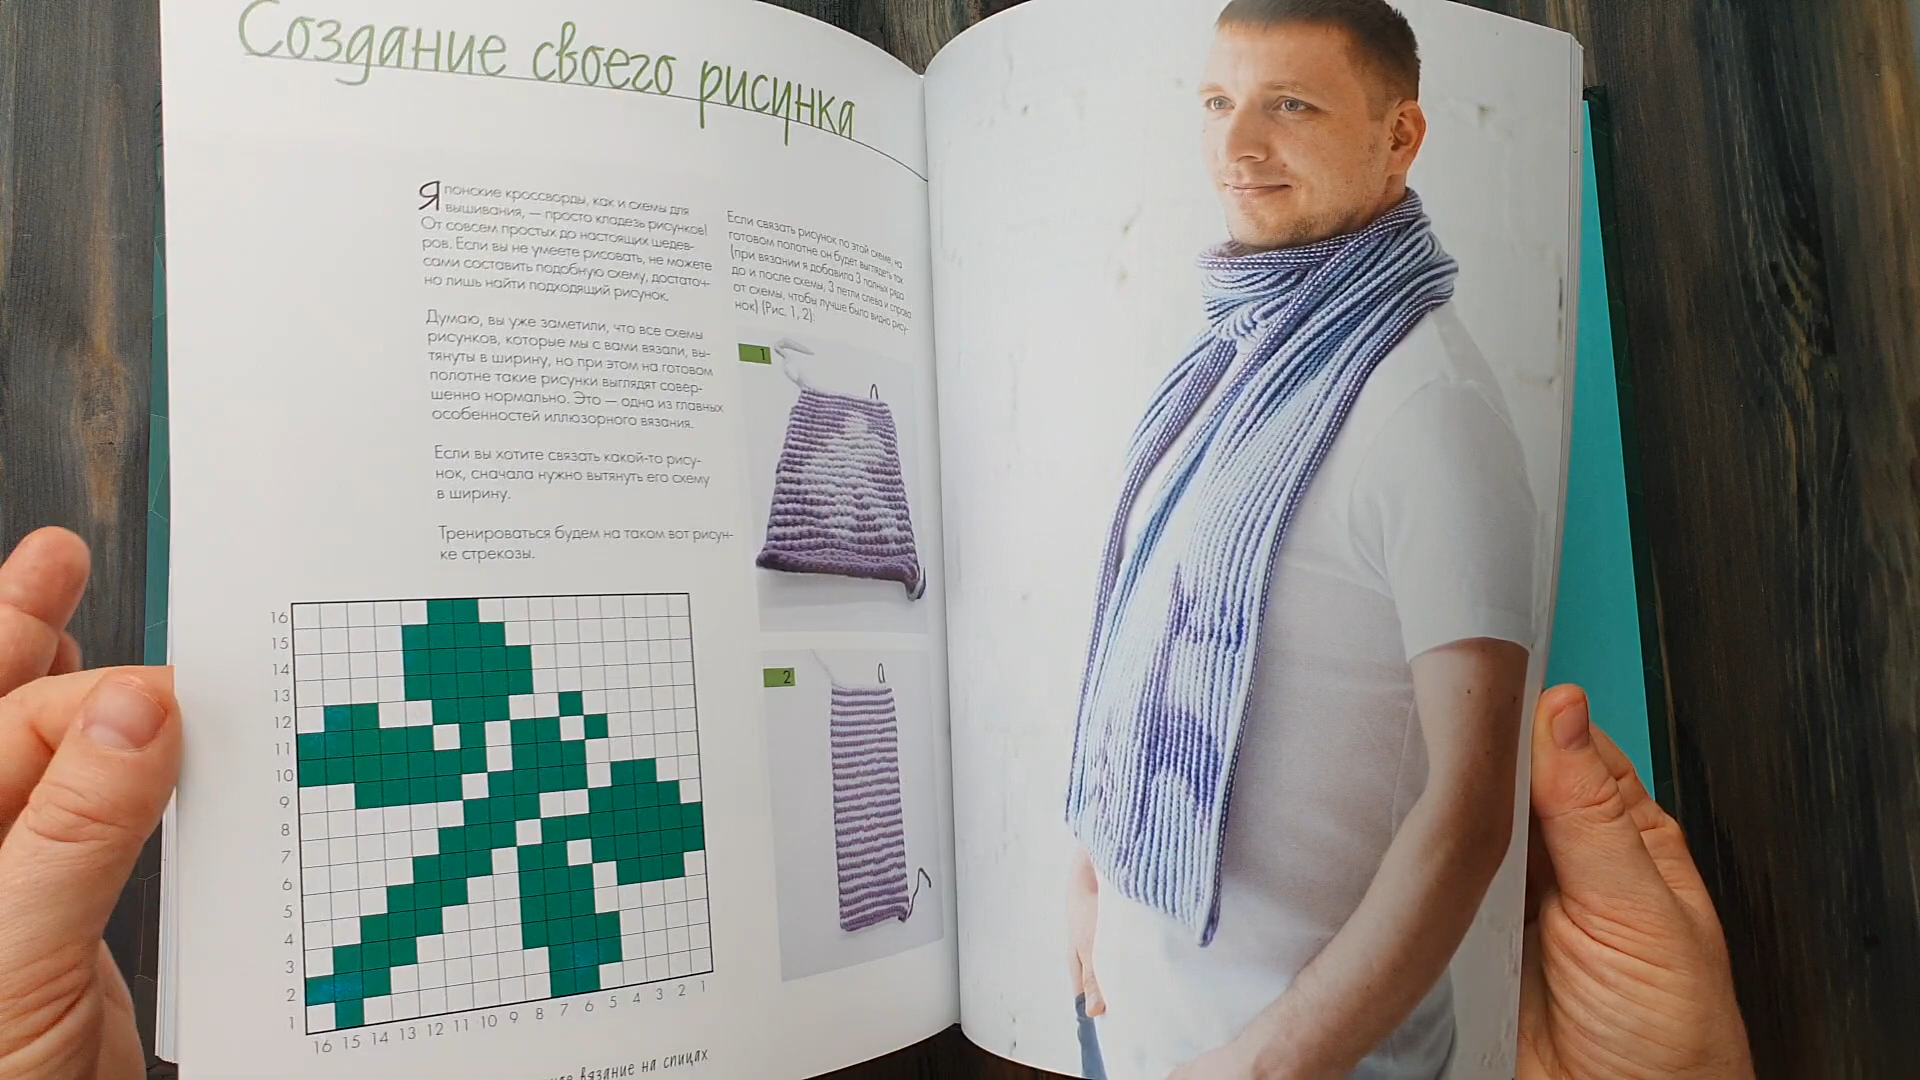 Создание своего рисунка
Японские кроссворды, как и схемы для
вышивания, — просто кладезь рисунков!
От совсем простых до настоящих шедев-
ров. Если вы не умеете рисовать, не можете
сами составить подобную схему, достаточ-
но лишь найти подходящий рисунок.
Думаю, вы уже заметили, что все схемы
рисунков, которые мы с вами вязали, вы-
тянуты в ширину, но при этом на готовом
полотне такие рисунки выглядят совер-
шенно нормально. Это — одна из главных
особенностей иллюзорного вязания.
Если вы хотите связать какой-то рису-
нок, сначала нужно вытянуть его схему
в ширину.
Тренироваться будем на таком вот рисун-
ке стрекозы.
16
15
14
13
12
11
10
9
8
7
6
5
4
3
2
1
16 15 14 13 12 11 10 9 8 7 6 5 4 3 2 1
Если связать рисунок по этой схеме, на
готовом полотне он будет выглядеть так
(при вязании я добавила 3 полных ряда
до и после схемы, 3 петли слева и справа
от схемы, чтобы лучше было видно рису-
нок) (Рис. 1, 2):
1
2
вязание на спицах